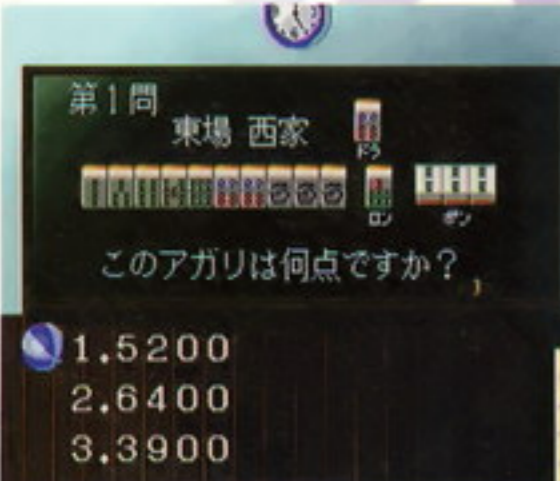 第1問
東場 西家
ドラ
ロン
ポン
このアガリは何点ですか?
1.5200
2.6400
3.3900